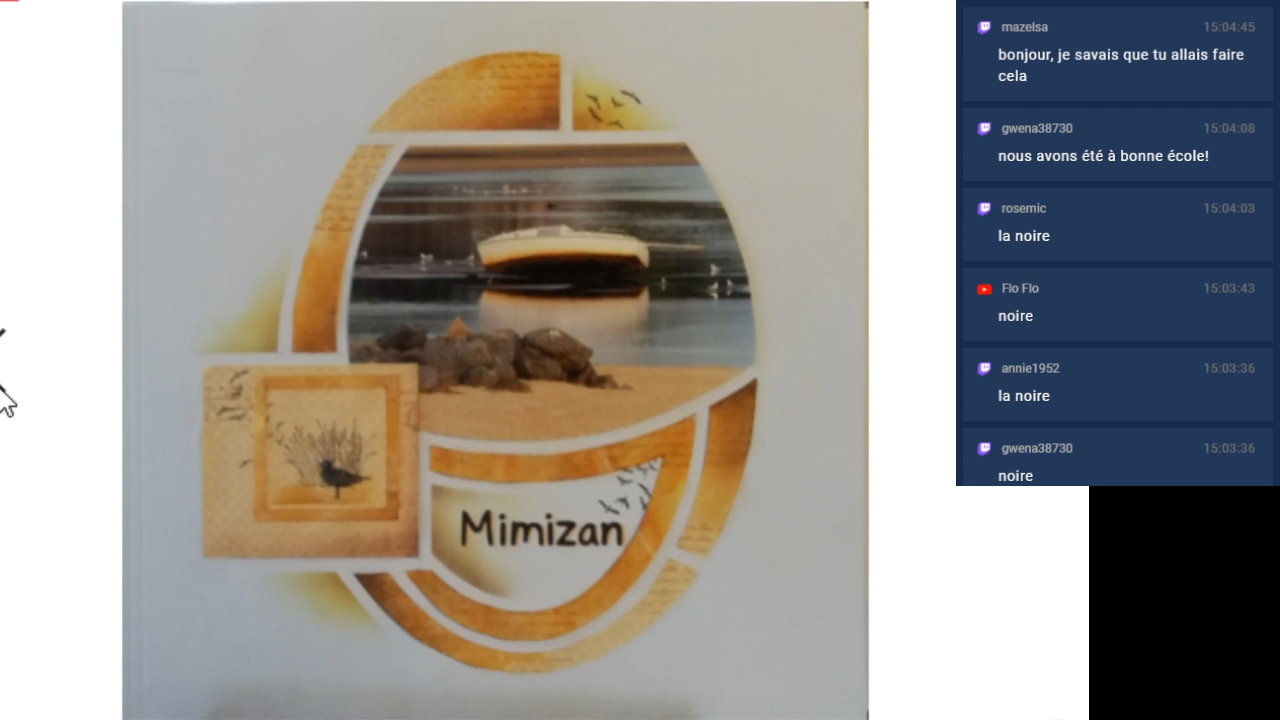 Mimizan
mazelsa 15:04:45
bonjour, je savais que tu allais faire
cela
gwena38730 15:04:08
nous avons été à bonne école!
rosemic 15:04:03
la noire
Flo Flo 15:03:43
noire
annie1952 15:03:36
la noire
gwena38730 15:03:36
noire